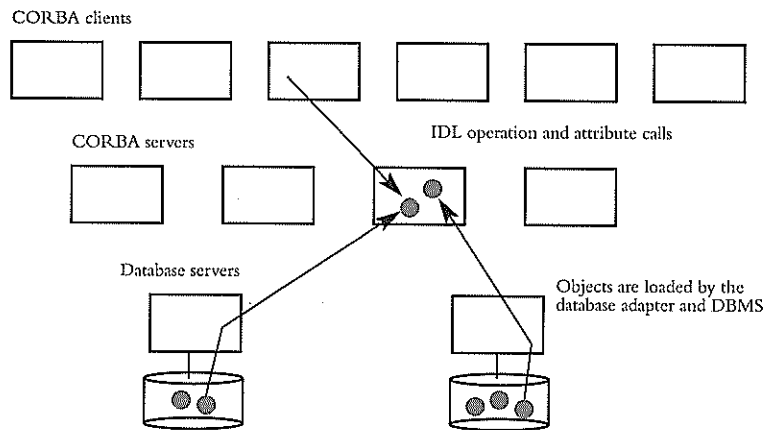 CORBA clients
IDL operation and attribute calls
CORBA servers
Database servers
Objects are loaded by the
database adapter and DBMS